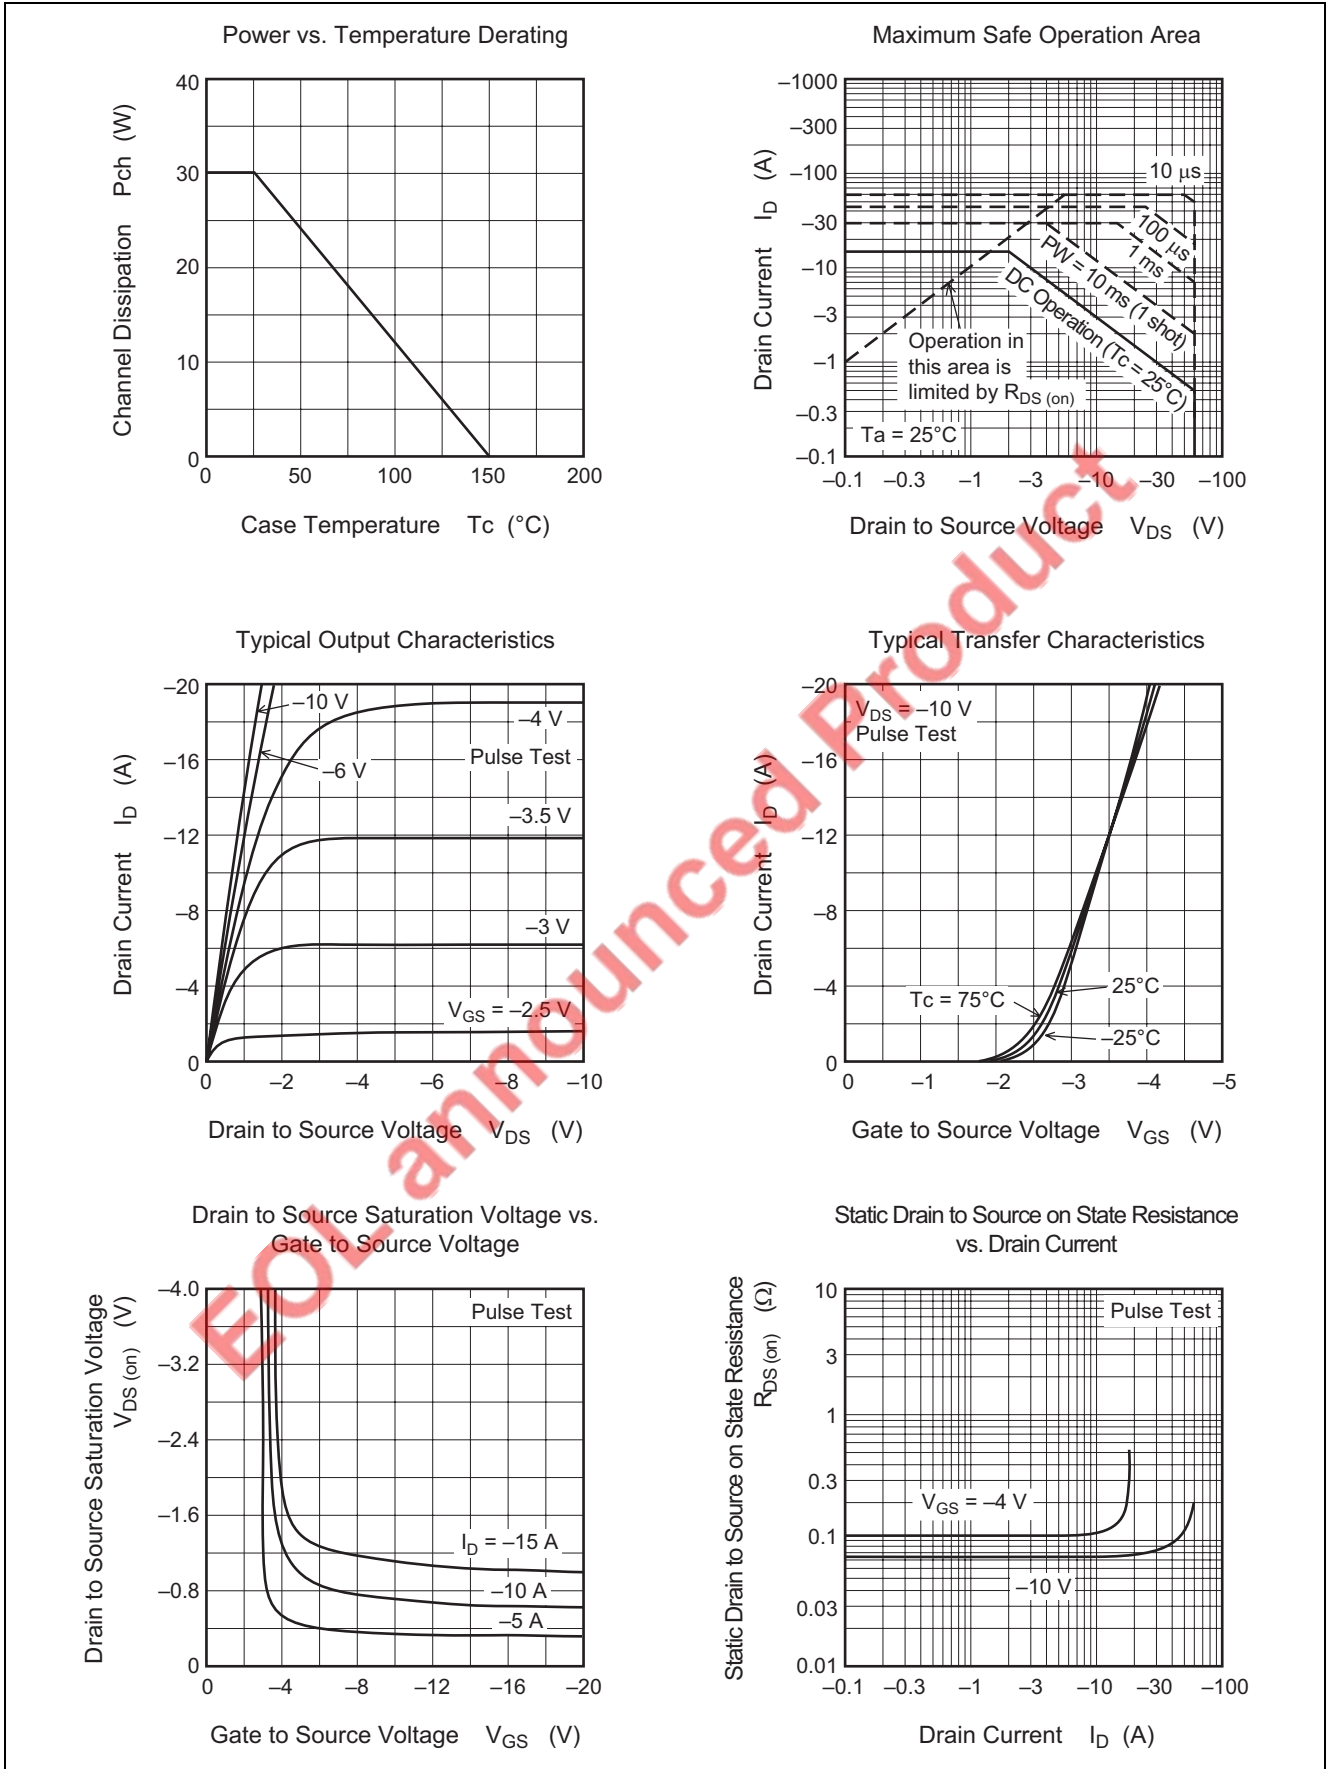 Power vs. Temperature Derating
Channel Dissipation Pch (W)
40
30
20
10
0
0 50 100 150 200
Case Temperature Tc (°C)
Maximum Safe Operation Area
Drain Current ID (A)
–1000
–300
–100
–30
–10
–3
–1
–0.3
–0.1
10 μs
100 μs
1 ms
PW = 10 ms (1 shot)
DC Operation (Tc = 25°C)
Operation in
this area is
limited by RDS (on)
Ta = 25°C
–0.1 –0.3 –1 –3 –10 –30 –100
Drain to Source Voltage VDS (V)
Typical Output Characteristics
Drain Current ID (A)
–20
–16
–12
–8
–4
0
–10 V
–4 V
Pulse Test
–6 V
–3.5 V
–3 V
VGS = –2.5 V
0 –2 –4 –6 –8 –10
Drain to Source Voltage VDS (V)
Typical Transfer Characteristics
Drain Current ID (A)
–20
–16
–12
–8
–4
0
VDS = –10 V
Pulse Test
Tc = 75°C
25°C
–25°C
0 –1 –2 –3 –4 –5
Gate to Source Voltage VGS (V)
Drain to Source Saturation Voltage vs.
Gate to Source Voltage
Drain to Source Saturation Voltage
VDS (on) (V)
–4.0
–3.2
–2.4
–1.6
–0.8
0
Pulse Test
ID = –15 A
–10 A
–5 A
0 –4 –8 –12 –16 –20
Gate to Source Voltage VGS (V)
Static Drain to Source on State Resistance
vs. Drain Current
Static Drain to Source on State Resistance
RDS (on) (Ω)
10
3
1
0.3
0.1
0.03
0.01
Pulse Test
VGS = –4 V
–10 V
–0.1 –0.3 –1 –3 –10 –30 –100
Drain Current ID (A)
EOL announced Product